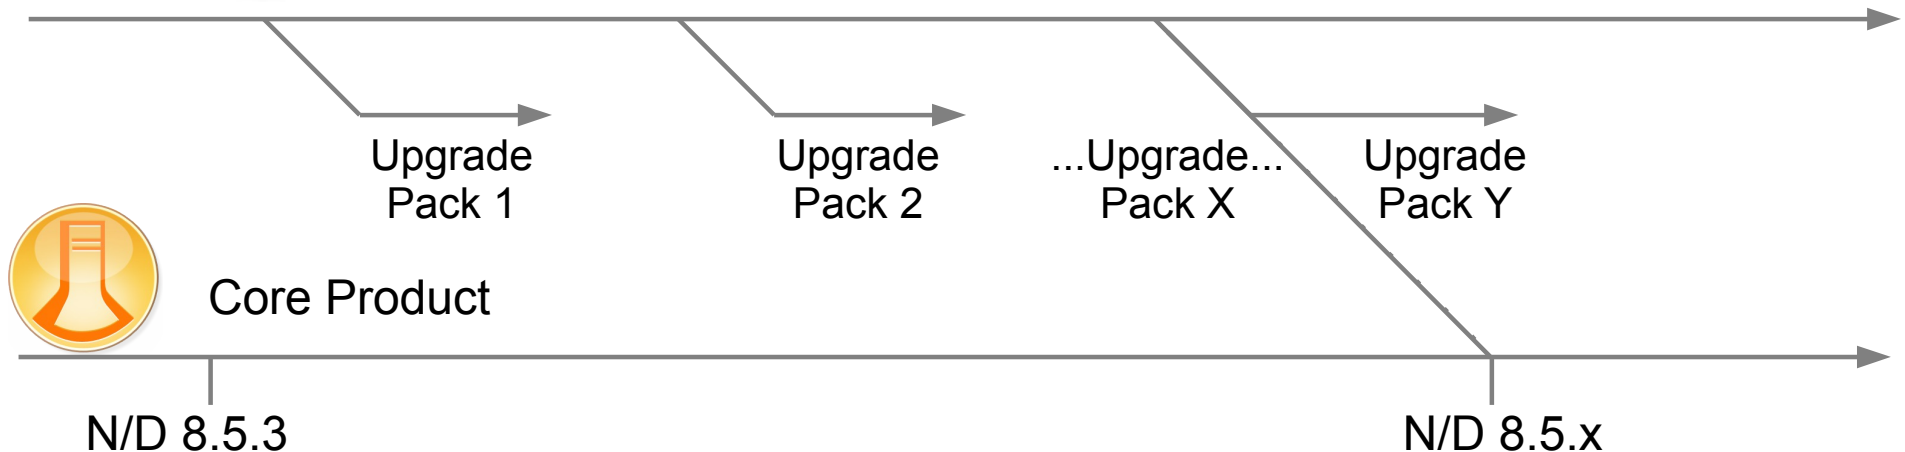 Upgrade
Pack 1
Upgrade
Pack 2
...Upgrade...
Pack X
Upgrade
Pack Y
Core Product
N/D 8.5.3
N/D 8.5.x